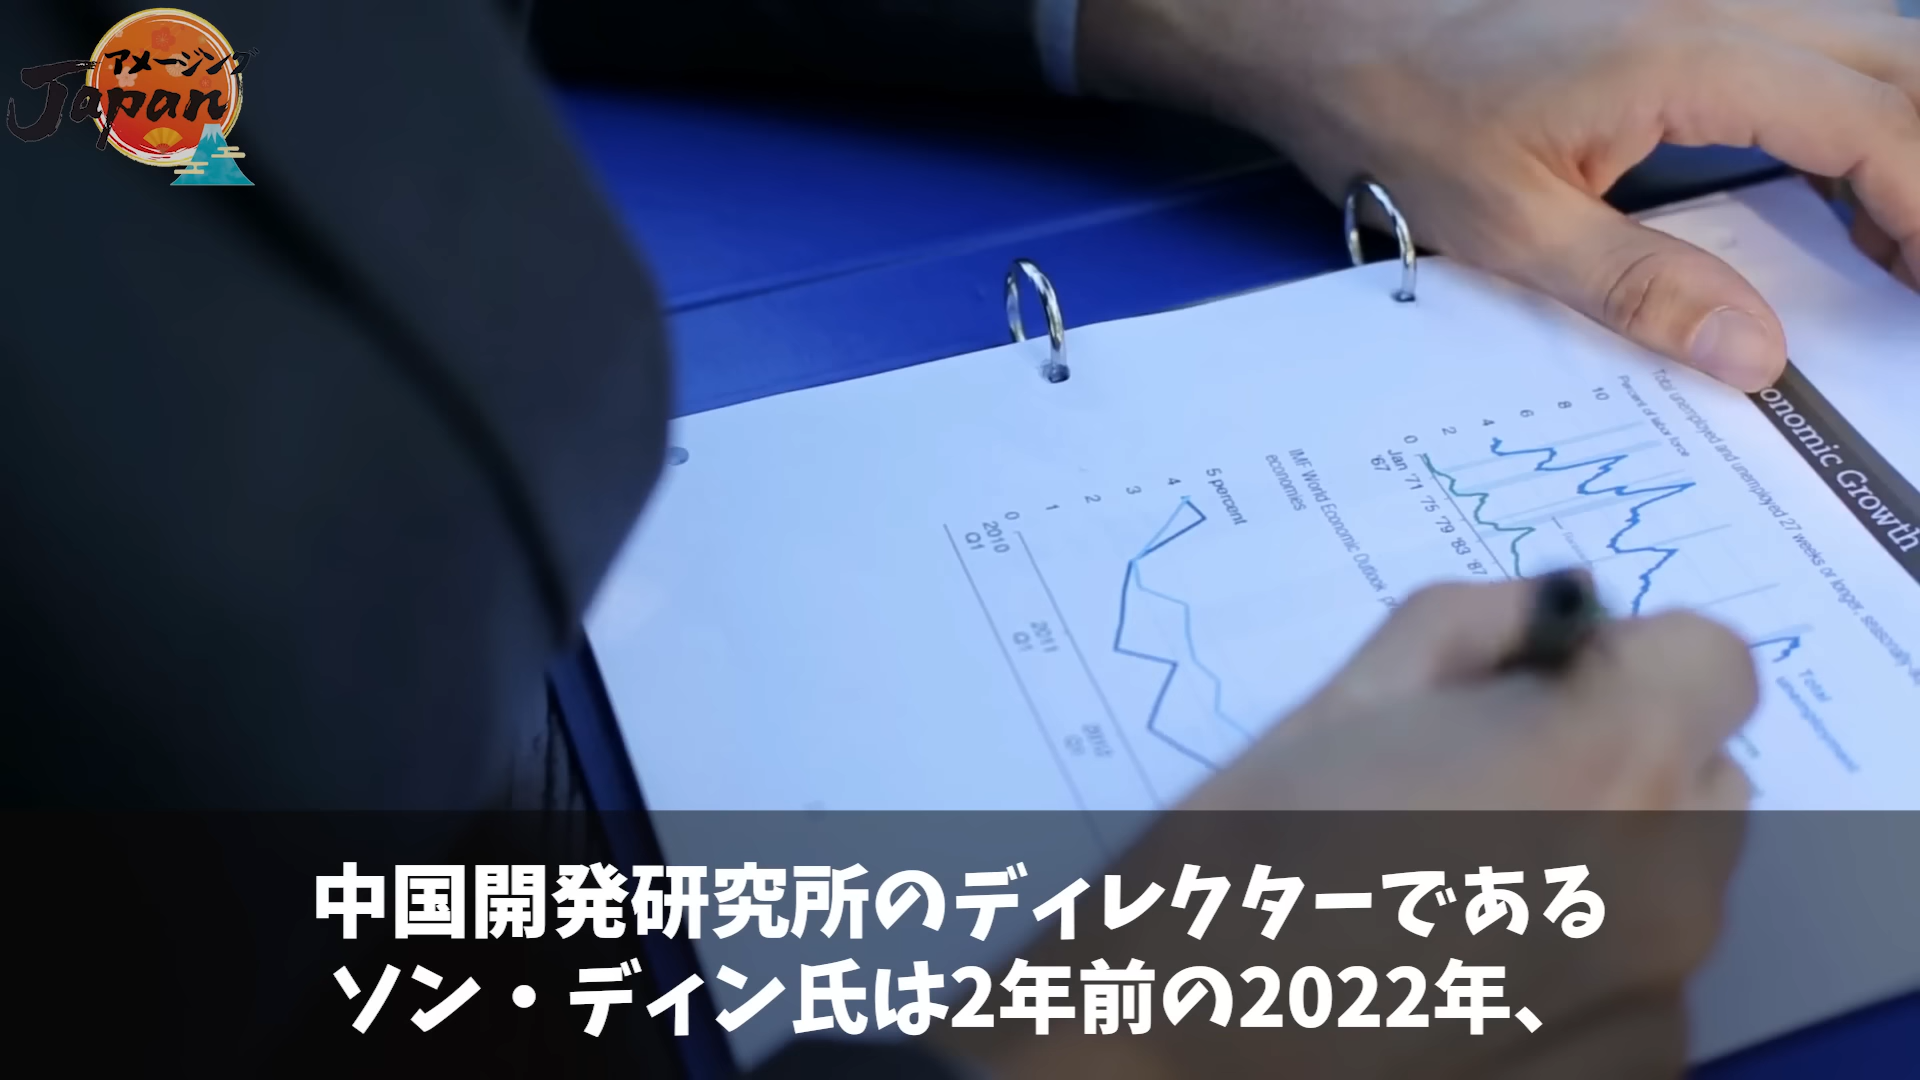 アメージング
Japan
onomic Growth
Total unemployed and unemployed 27 weeks or longer, seasonally-
Percent of labor force
10
8
6
4
2
0
Jan '71 '75 '79 '83 '87
'67
Total
unemployment
IMF World Economic Outlook
economies
5 percent
4
3
2
1
0
2010
Q1
2011
Q1
中国開発研究所のディレクターである
ソン・ディン氏は2年前の2022年、